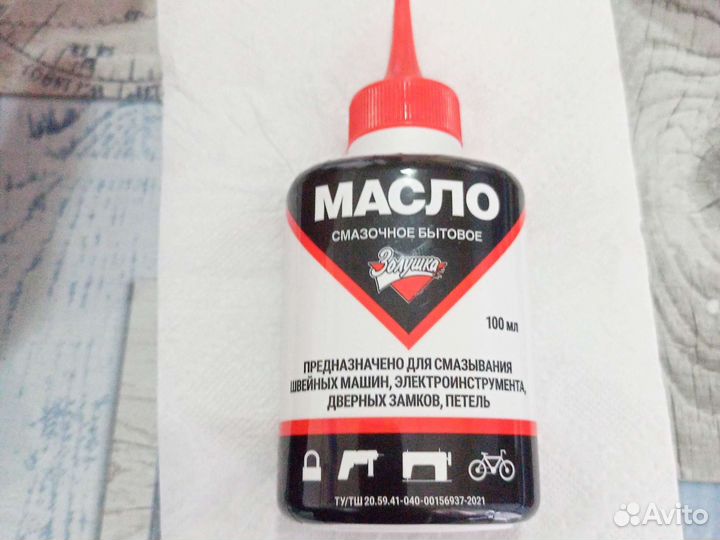 МАСЛО
СМАЗОЧНОЕ БЫТОВОЕ
Золушка
100 мл
ПРЕДНАЗНАЧЕНО ДЛЯ СМАЗЫВАНИЯ
ШВЕЙНЫХ МАШИН, ЭЛЕКТРОИНСТРУМЕНТА,
ДВЕРНЫХ ЗАМКОВ, ПЕТЕЛЬ
ТУ/ТШ 20.59.41-040-00156937-2021
Avito